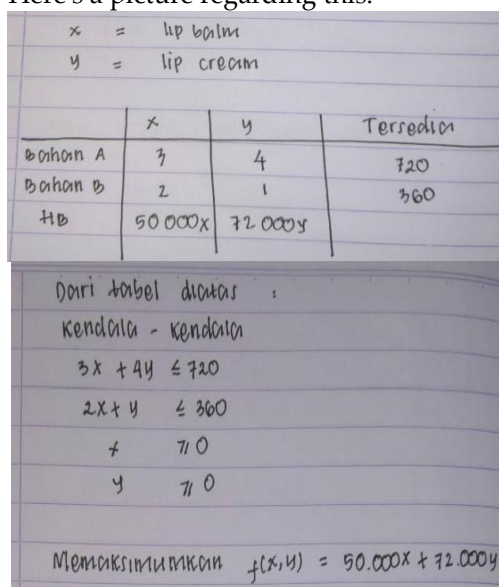 Here's a picture regarding this.
x = lip balm
y = lip cream
x y Tersedia
Bahan A 3 4 720
Bahan B 2 1 360
HB 50 000x 72 000y
Dari tabel diatas :
Kendala - Kendala
3x + 4y ≤ 720
2x + y ≤ 360
x ≥ 0
y ≥ 0
Memaksimumkan f(x,y) = 50.000x + 72.000y